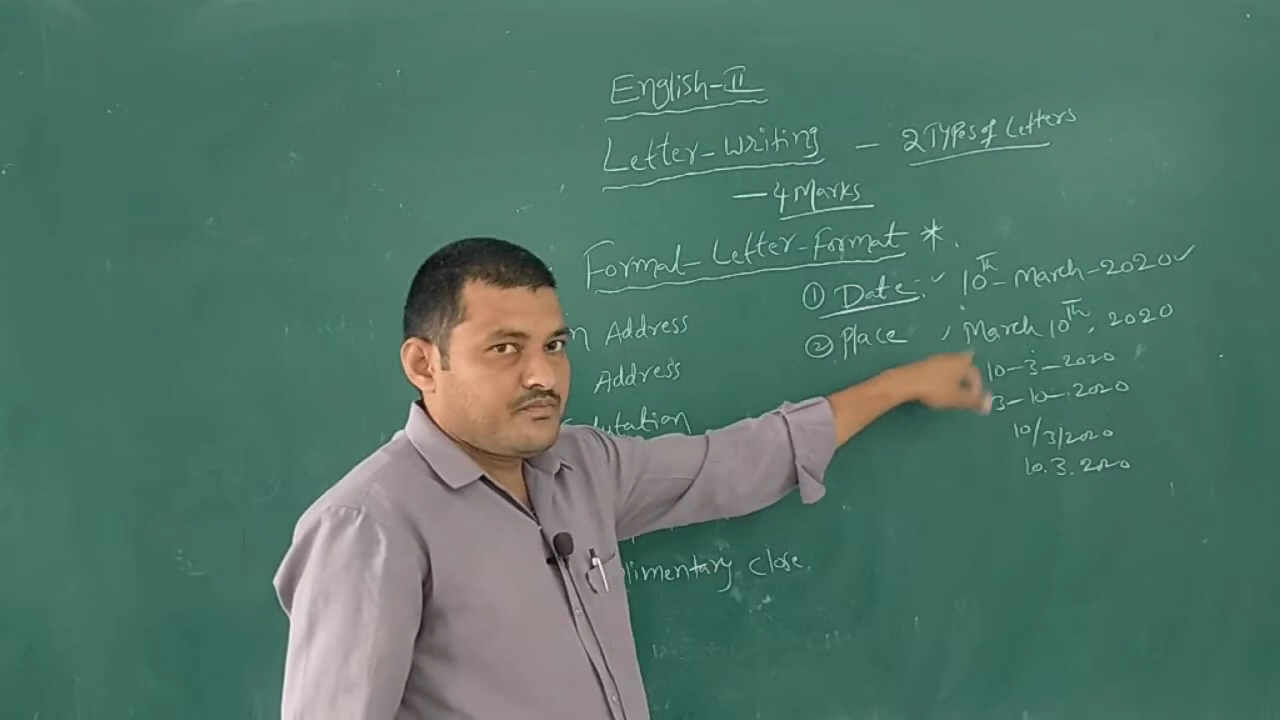 English-II
Letter-Writing - 2 Types of Letters
- 4 Marks
Formal-Letter-Format *
① Date: 10th-March-2020 ✓
② Place March 10th, 2020
Address
10-3-2020
Address
3-10-2020
10/3/2020
10.3.2020
close.